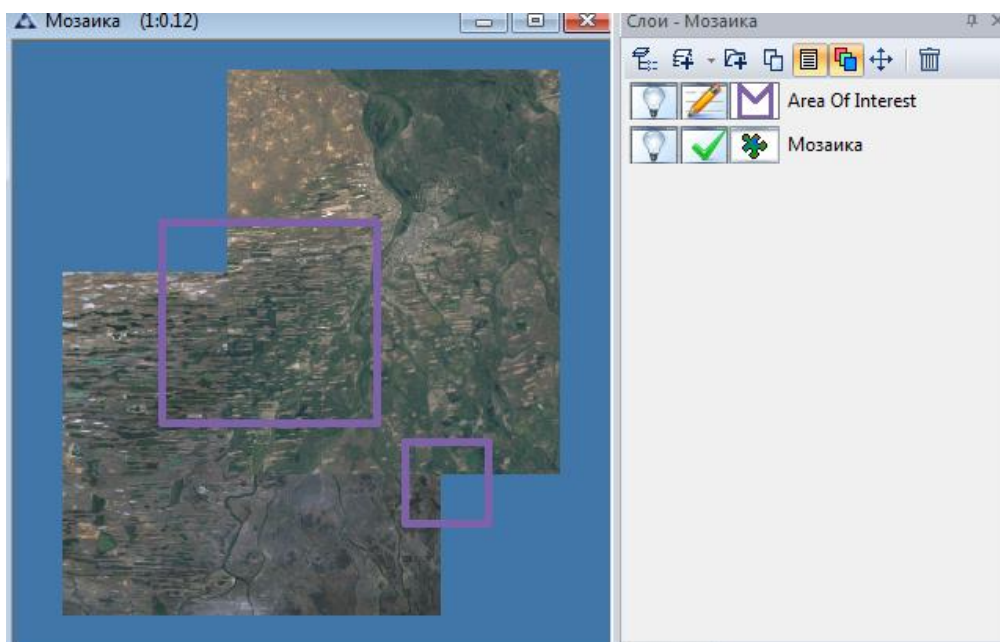 Мозаика (1:0.12)
Слои - Мозаика
Area Of Interest
Мозаика